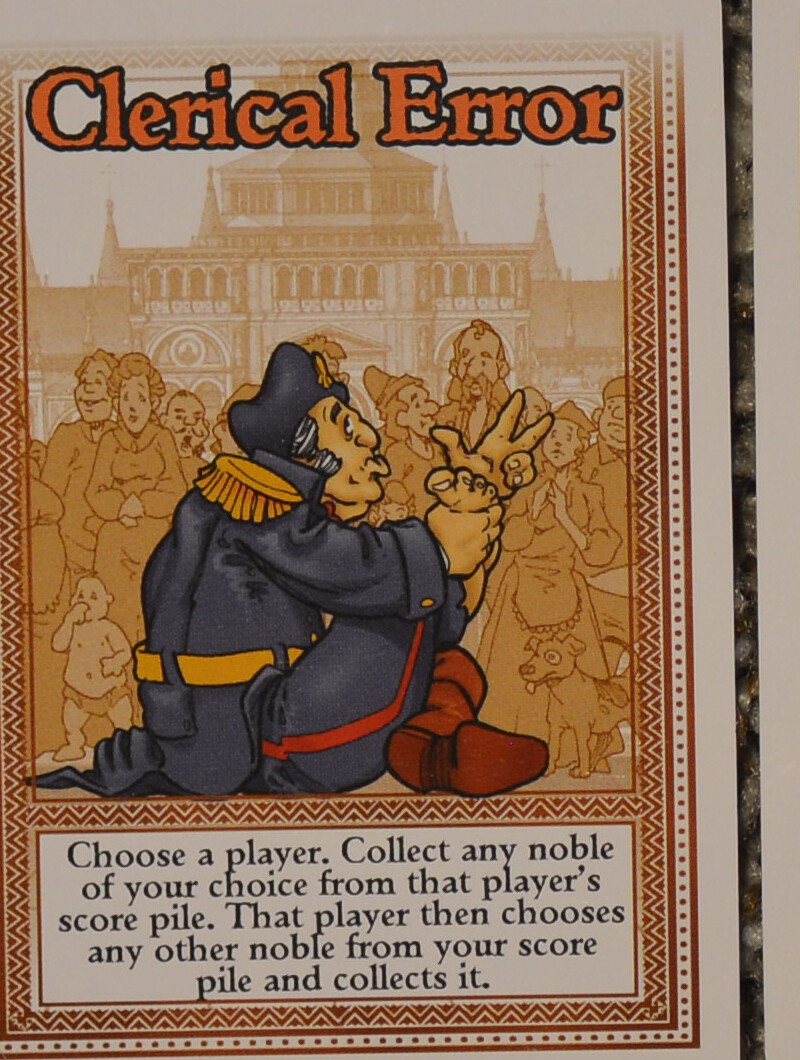 Clerical Error
Choose a player. Collect any noble
of your choice from that player's
score pile. That player then chooses
any other noble from your score
pile and collects it.